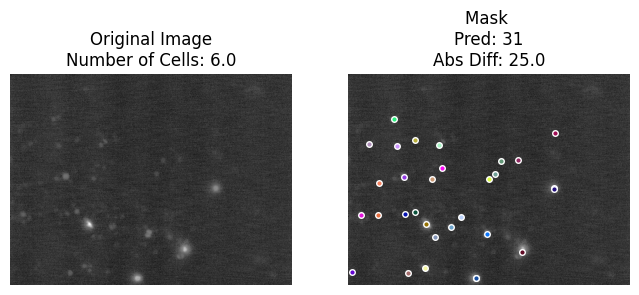 Original Image
Number of Cells: 6.0
Mask
Pred: 31
Abs Diff: 25.0